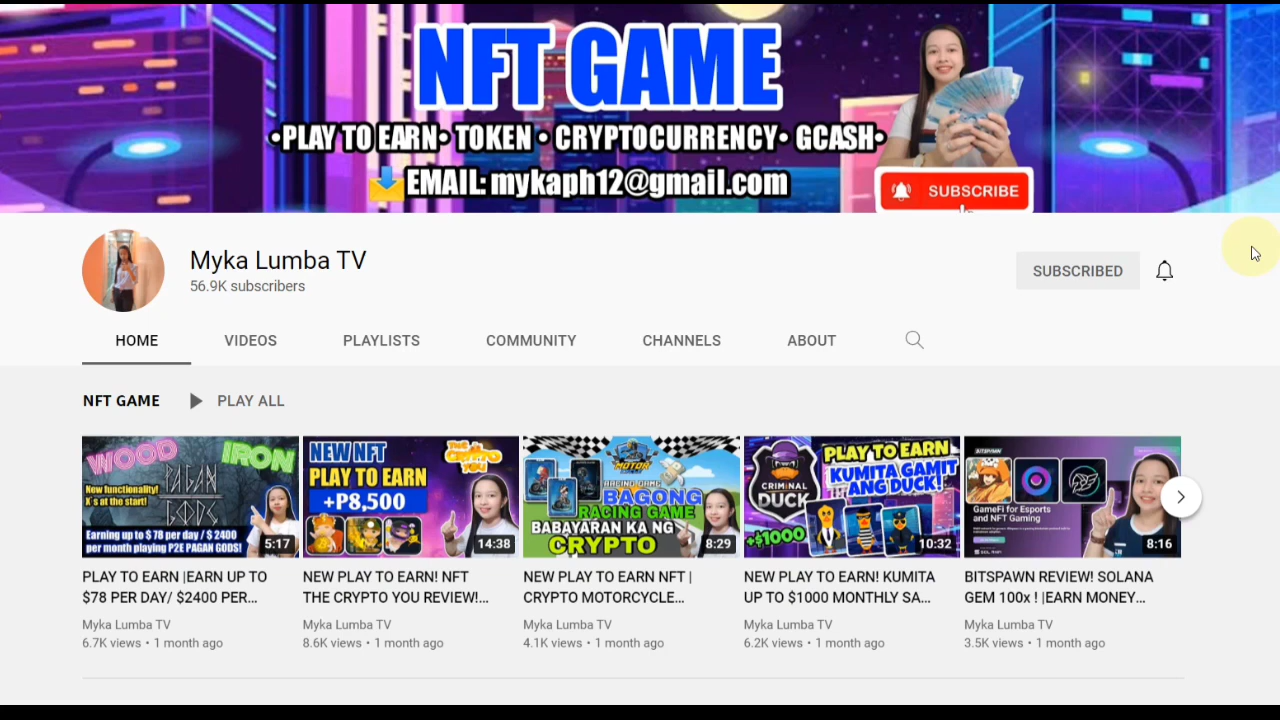 NFT GAME
•PLAY TO EARN• TOKEN • CRYPTOCURRENCY• GCASH•
EMAIL: mykaph12@gmail.com
SUBSCRIBE
Myka Lumba TV
56.9K subscribers
SUBSCRIBED
HOME
VIDEOS
PLAYLISTS
COMMUNITY
CHANNELS
ABOUT
NFT GAME
PLAY ALL
WOOD
IRON
PAGAN
GODS
New functionality!
Earning up to $ 78 per day / $ 2400
per month playing P2E PAGAN GODS!
5:17
PLAY TO EARN |EARN UP TO
$78 PER DAY/ $2400 PER...
Myka Lumba TV
6.7K views • 1 month ago
NEW NFT
PLAY TO EARN
+P8,500
THE
CRYPTO
YOU
14:38
NEW PLAY TO EARN! NFT
THE CRYPTO YOU REVIEW!...
Myka Lumba TV
8.6K views • 1 month ago
MOTOR
RACING GAME
BAGONG
RACING GAME
BABAYARAN KA NG
CRYPTO
8:29
NEW PLAY TO EARN NFT |
CRYPTO MOTORCYCLE...
Myka Lumba TV
4.1K views • 1 month ago
PLAY TO EARN
KUMITA GAMIT
ANG DUCK!
CRIMINAL
DUCK
+$1000
10:32
NEW PLAY TO EARN! KUMITA
UP TO $1000 MONTHLY SA...
Myka Lumba TV
6.2K views • 1 month ago
BITSPAWN
GameFi for Esports
and NFT Gaming
8:16
BITSPAWN REVIEW! SOLANA
GEM 100x ! |EARN MONEY...
Myka Lumba TV
3.5K views • 1 month ago